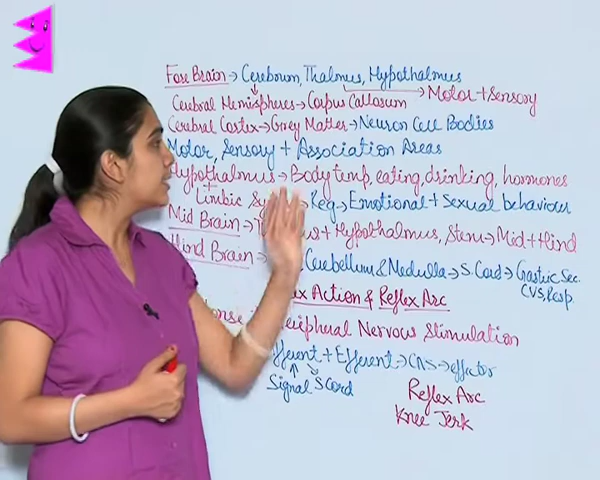 Fore Brain → Cerebrum, Thalmus, Hypothalmus
→ Motor + Sensory
Cerebral Hemispheres → Corpus Callosum
Cerebral Cortex → Grey Matter → Neuron Cell Bodies
Motor, Sensory + Association Areas
Hypothalmus → Body temp, eating, drinking, hormones
+ Limbic → Reg → Emotional + Sexual behaviour
Mid Brain → + Hypothalmus, Stem → Mid + Hind
Hind Brain → Cerebellum & Medulla → S. Cord → Gastric Sec.
CVS, Resp.
Action & Reflex Arc
Peripheral Nervous Stimulation
+ Efferent → CNS → effector
Signal S Cord
Reflex Arc
Knee Jerk